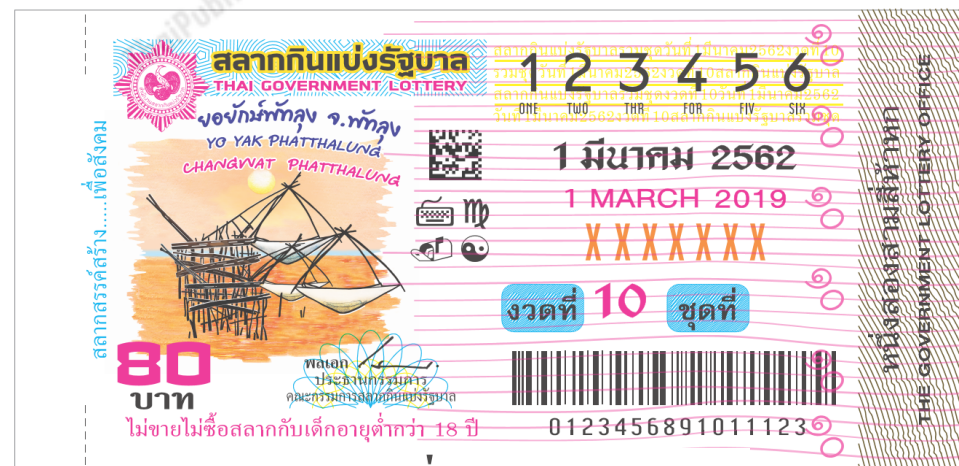 สลากกินแบ่งรัฐบาล
THAI GOVERNMENT LOTTERY
ยอยักษ์พัทลุง จ.พัทลุง
YO YAK PHATTHALUNG
CHANGWAT PHATTHALUNG
สลากสรรค์สร้าง.....เพื่อสังคม
80
บาท
พลเอก
ประธานกรรมการ
คณะกรรมการสลากกินแบ่งรัฐบาล
ไม่ขายไม่ซื้อสลากกับเด็กอายุต่ำกว่า 18 ปี
1 2 3 4 5 6
ONE TWO THR FOR FIV SIX
1 มีนาคม 2562
1 MARCH 2019
XXXXXXX
งวดที่ 10 ชุดที่
0123456891011123
หนึ่งสองสามสี่ห้าหก
THE GOVERNMENT LOTTERY OFFICE